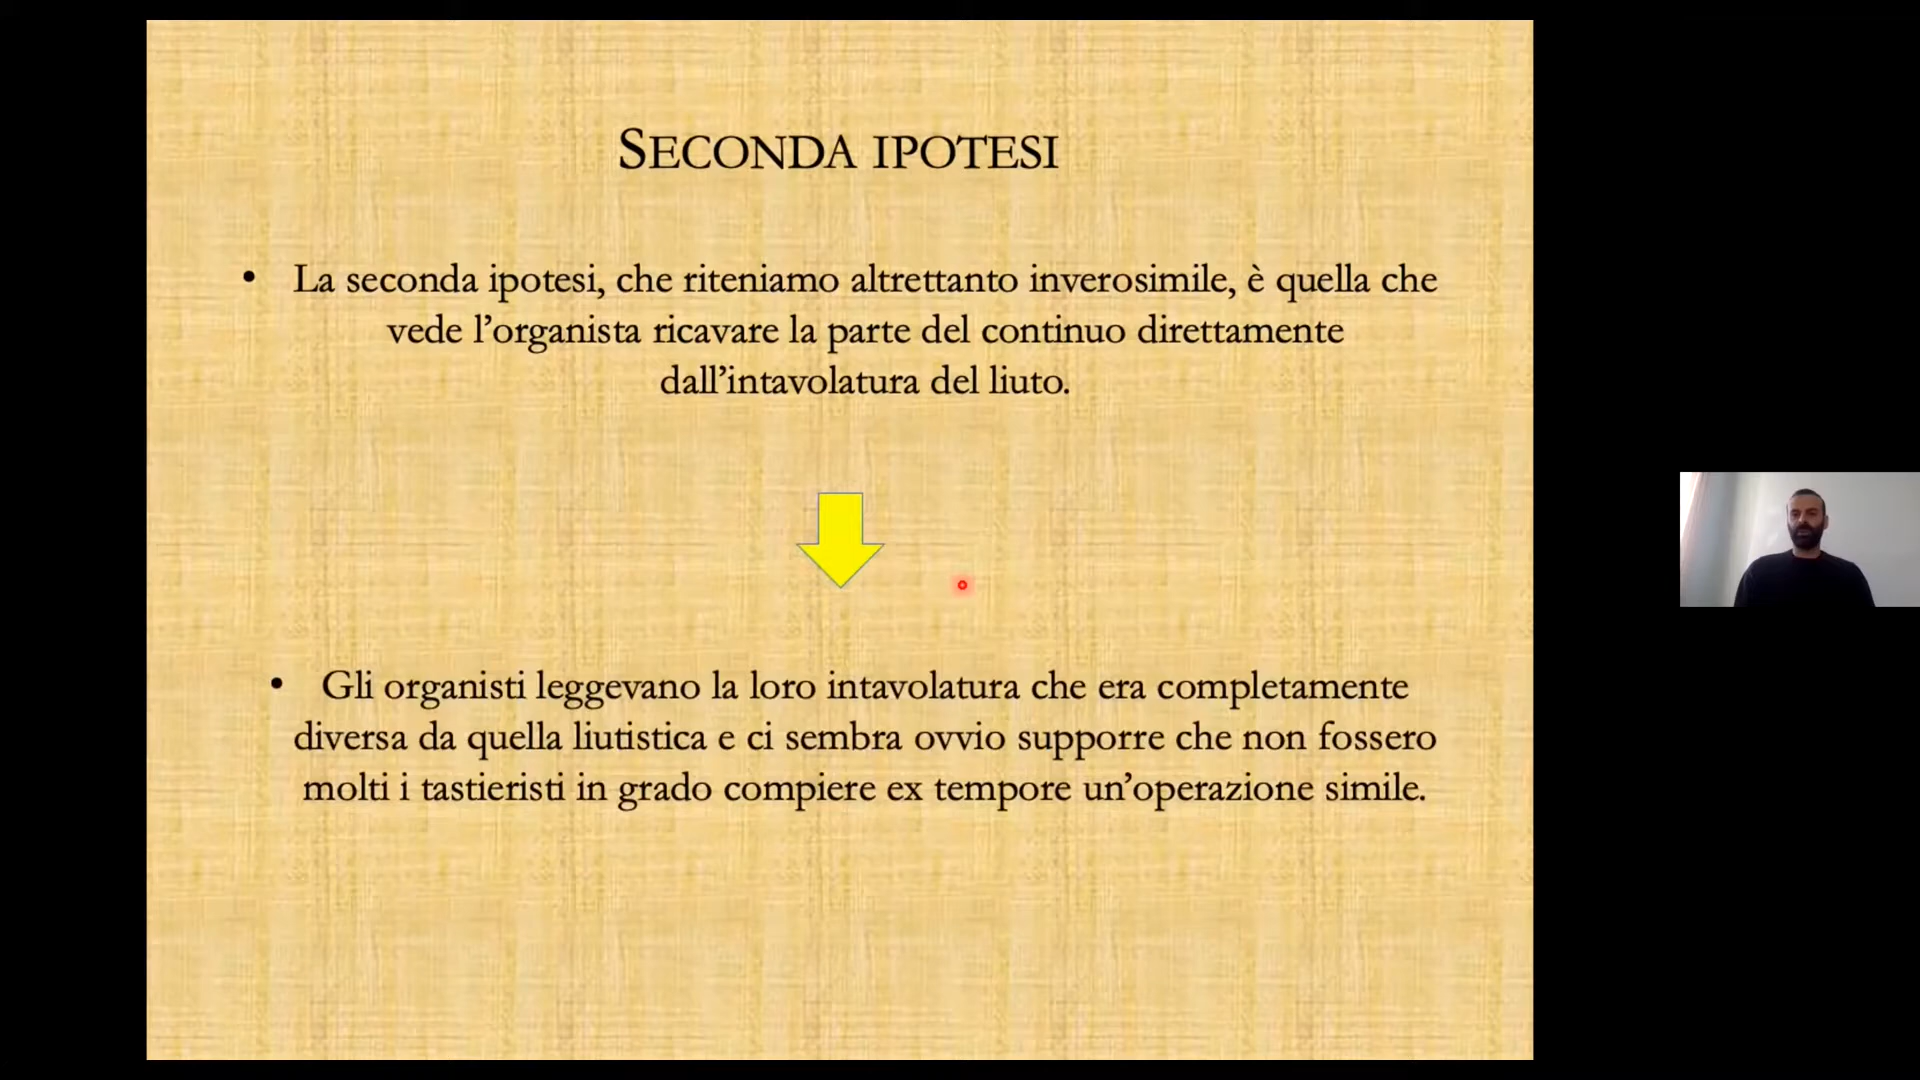 SECONDA IPOTESI
• La seconda ipotesi, che riteniamo altrettanto inverosimile, è quella che
vede l’organista ricavare la parte del continuo direttamente
dall’intavolatura del liuto.
• Gli organisti leggevano la loro intavolatura che era completamente
diversa da quella liutistica e ci sembra ovvio supporre che non fossero
molti i tastieristi in grado compiere ex tempore un’operazione simile.